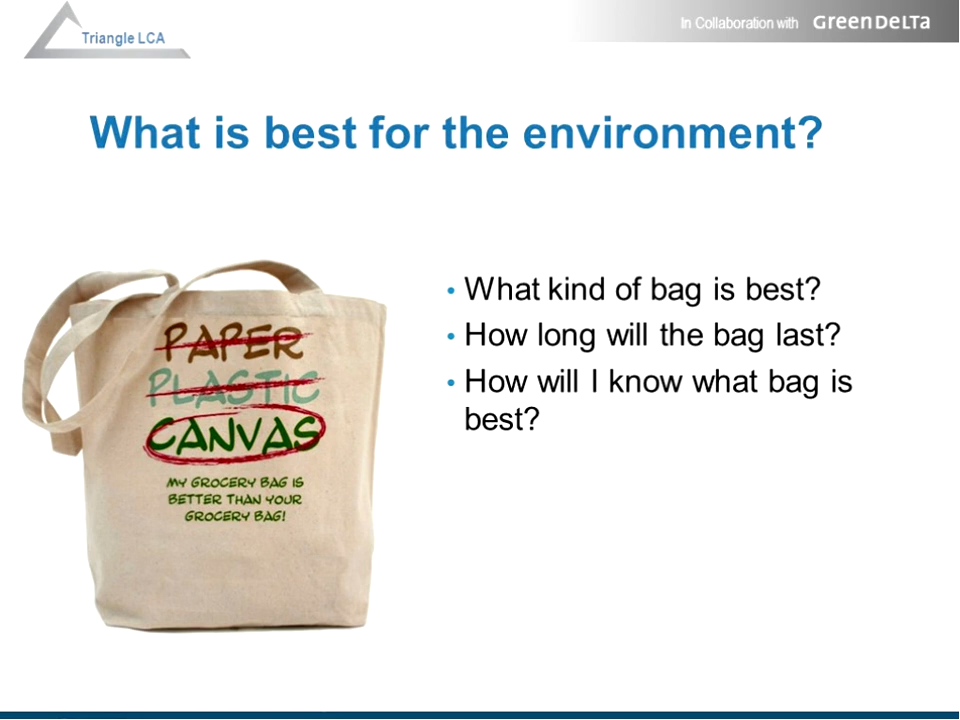 Triangle LCA
In Collaboration with GreenDeLTa
What is best for the environment?
PAPER
PLASTIC
CANVAS
MY GROCERY BAG IS
BETTER THAN YOUR
GROCERY BAG!
• What kind of bag is best?
• How long will the bag last?
• How will I know what bag is
best?